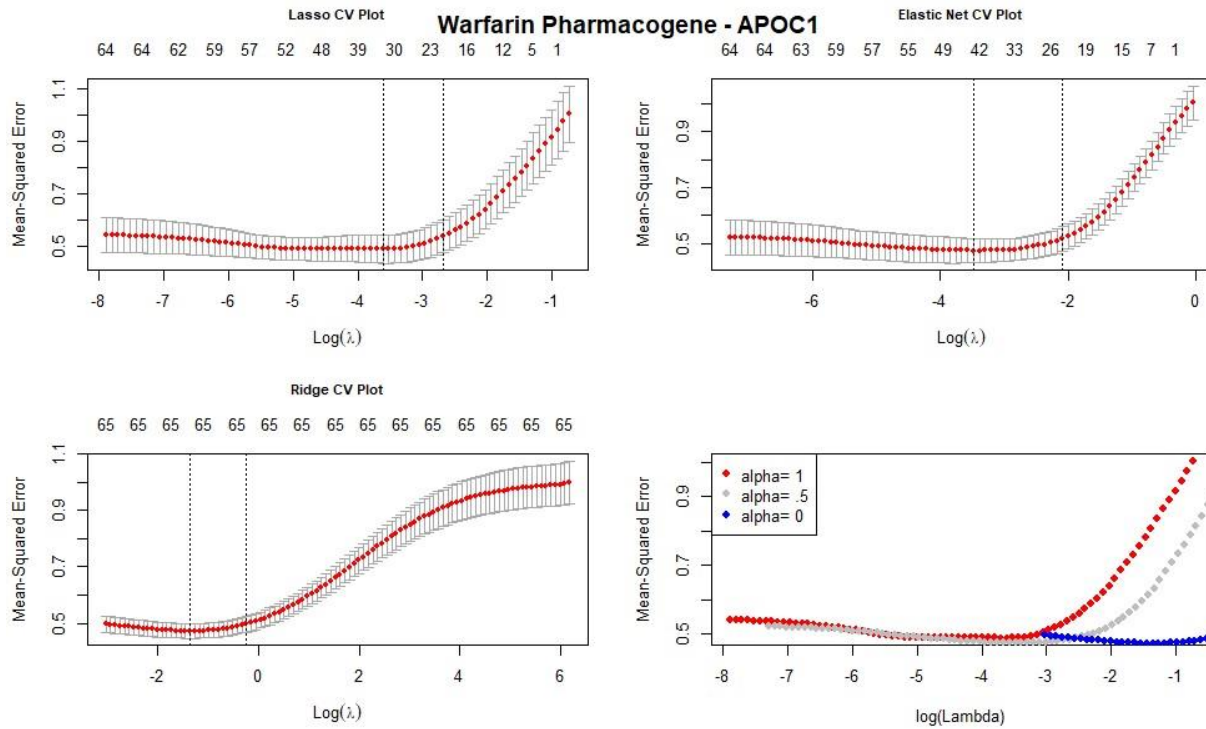 Warfarin Pharmacogene - APOC1
Lasso CV Plot
64 64 62 59 57 52 48 39 30 23 16 12 5 1
Mean-Squared Error
1.1
0.9
0.7
0.5
-8 -7 -6 -5 -4 -3 -2 -1
Log(λ)
Elastic Net CV Plot
64 64 63 59 57 55 49 42 33 26 19 15 7 1
Mean-Squared Error
0.9
0.7
0.5
-6 -4 -2 0
Log(λ)
Ridge CV Plot
65 65 65 65 65 65 65 65 65 65 65 65 65 65 65
Mean-Squared Error
1.1
0.9
0.7
0.5
-2 0 2 4 6
Log(λ)
alpha= 1
alpha= .5
alpha= 0
Mean-Squared Error
0.9
0.7
0.5
-8 -7 -6 -5 -4 -3 -2 -1
log(Lambda)